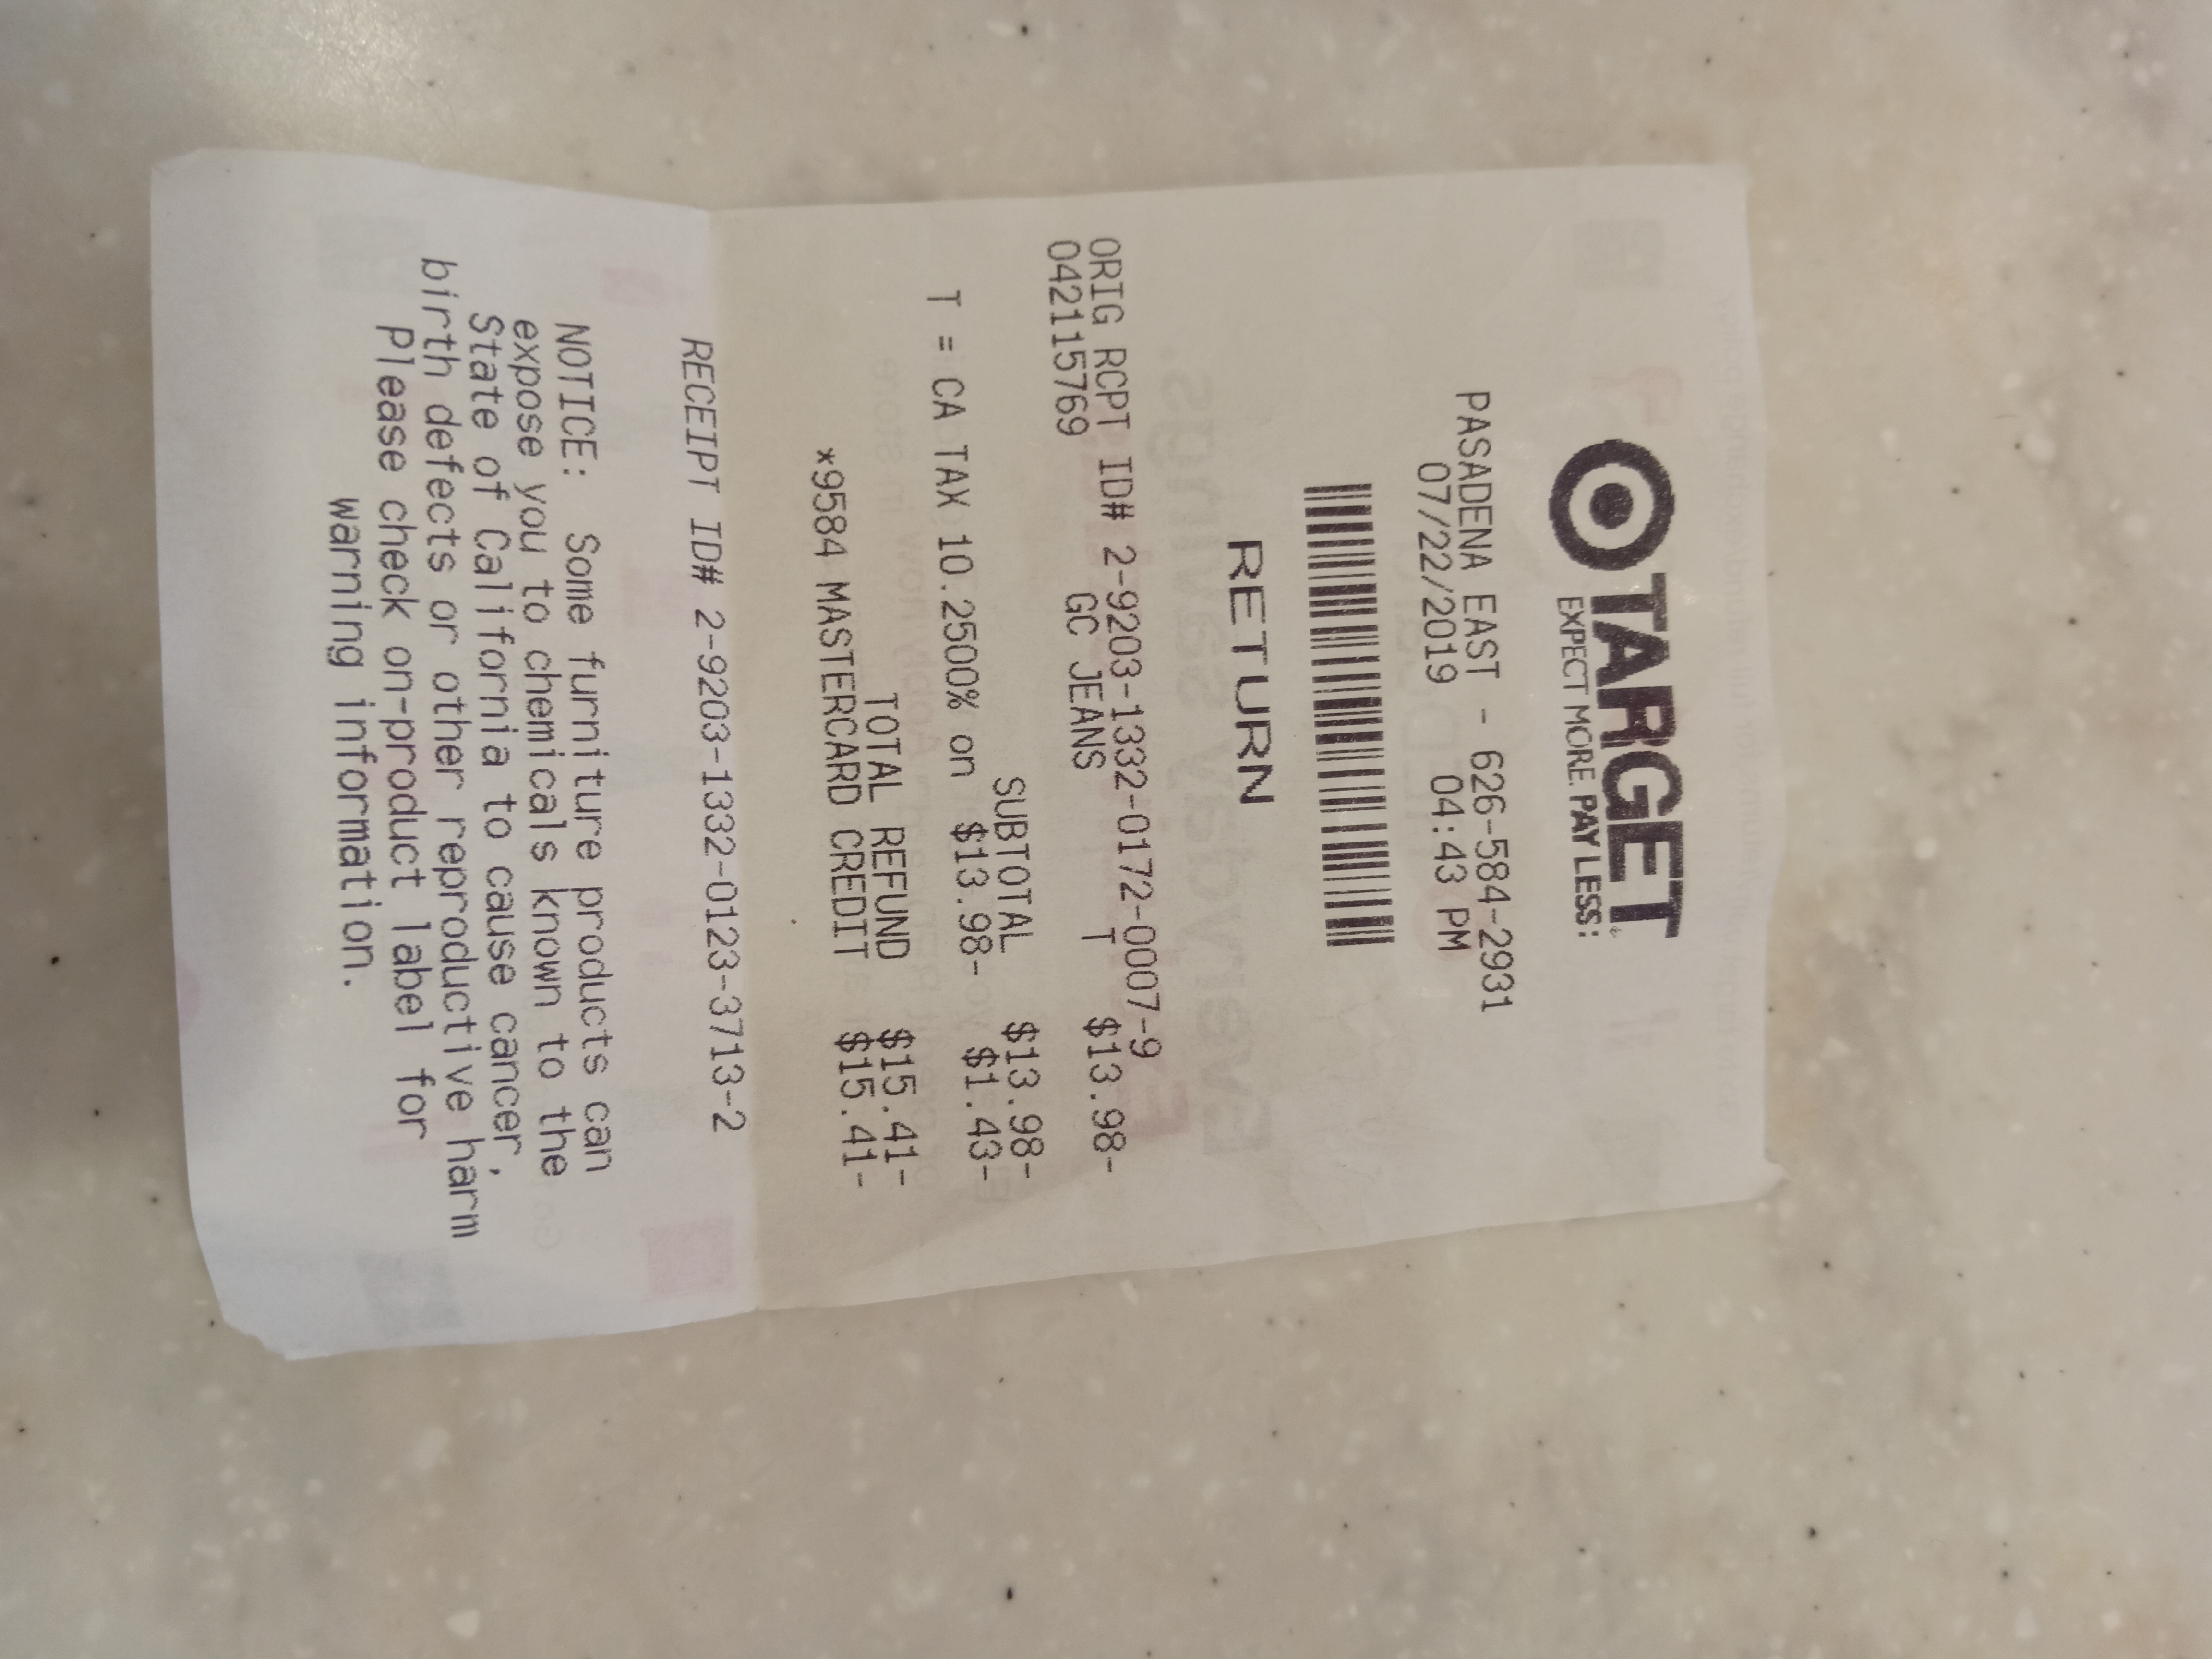 TARGET
EXPECT MORE. PAY LESS:
PASADENA EAST - 626-584-2931
07/22/2019 04:43 PM
RETURN
ORIG RCPT ID# 2-9203-1332-0172-0007-9
042115769 GC JEANS T $13.98-
SUBTOTAL $13.98-
T = CA TAX 10.2500% on $13.98- $1.43-
TOTAL REFUND $15.41-
*9584 MASTERCARD CREDIT $15.41-
RECEIPT ID# 2-9203-1332-0123-3713-2
NOTICE: Some furniture products can
expose you to chemicals known to the
State of California to cause cancer,
birth defects or other reproductive harm
Please check on-product label for
warning information.